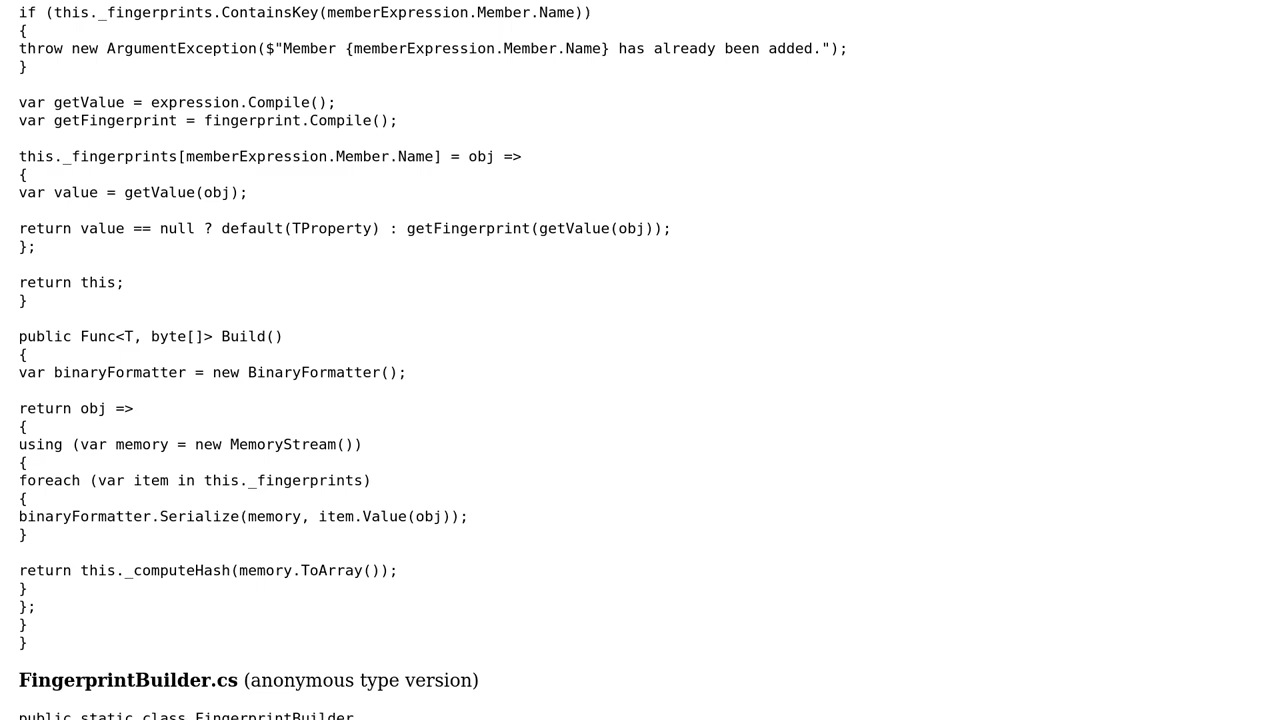 if (this._fingerprints.ContainsKey(memberExpression.Member.Name))
{
throw new ArgumentException($"Member {memberExpression.Member.Name} has already been added.");
}
var getValue = expression.Compile();
var getFingerprint = fingerprint.Compile();
this._fingerprints[memberExpression.Member.Name] = obj =>
{
var value = getValue(obj);
return value == null ? default(TProperty) : getFingerprint(getValue(obj));
};
return this;
}
public Func<T, byte[]> Build()
{
var binaryFormatter = new BinaryFormatter();
return obj =>
{
using (var memory = new MemoryStream())
{
foreach (var item in this._fingerprints)
{
binaryFormatter.Serialize(memory, item.Value(obj));
}
return this._computeHash(memory.ToArray());
}
};
}
}
FingerprintBuilder.cs (anonymous type version)
public static class FingerprintBuilder